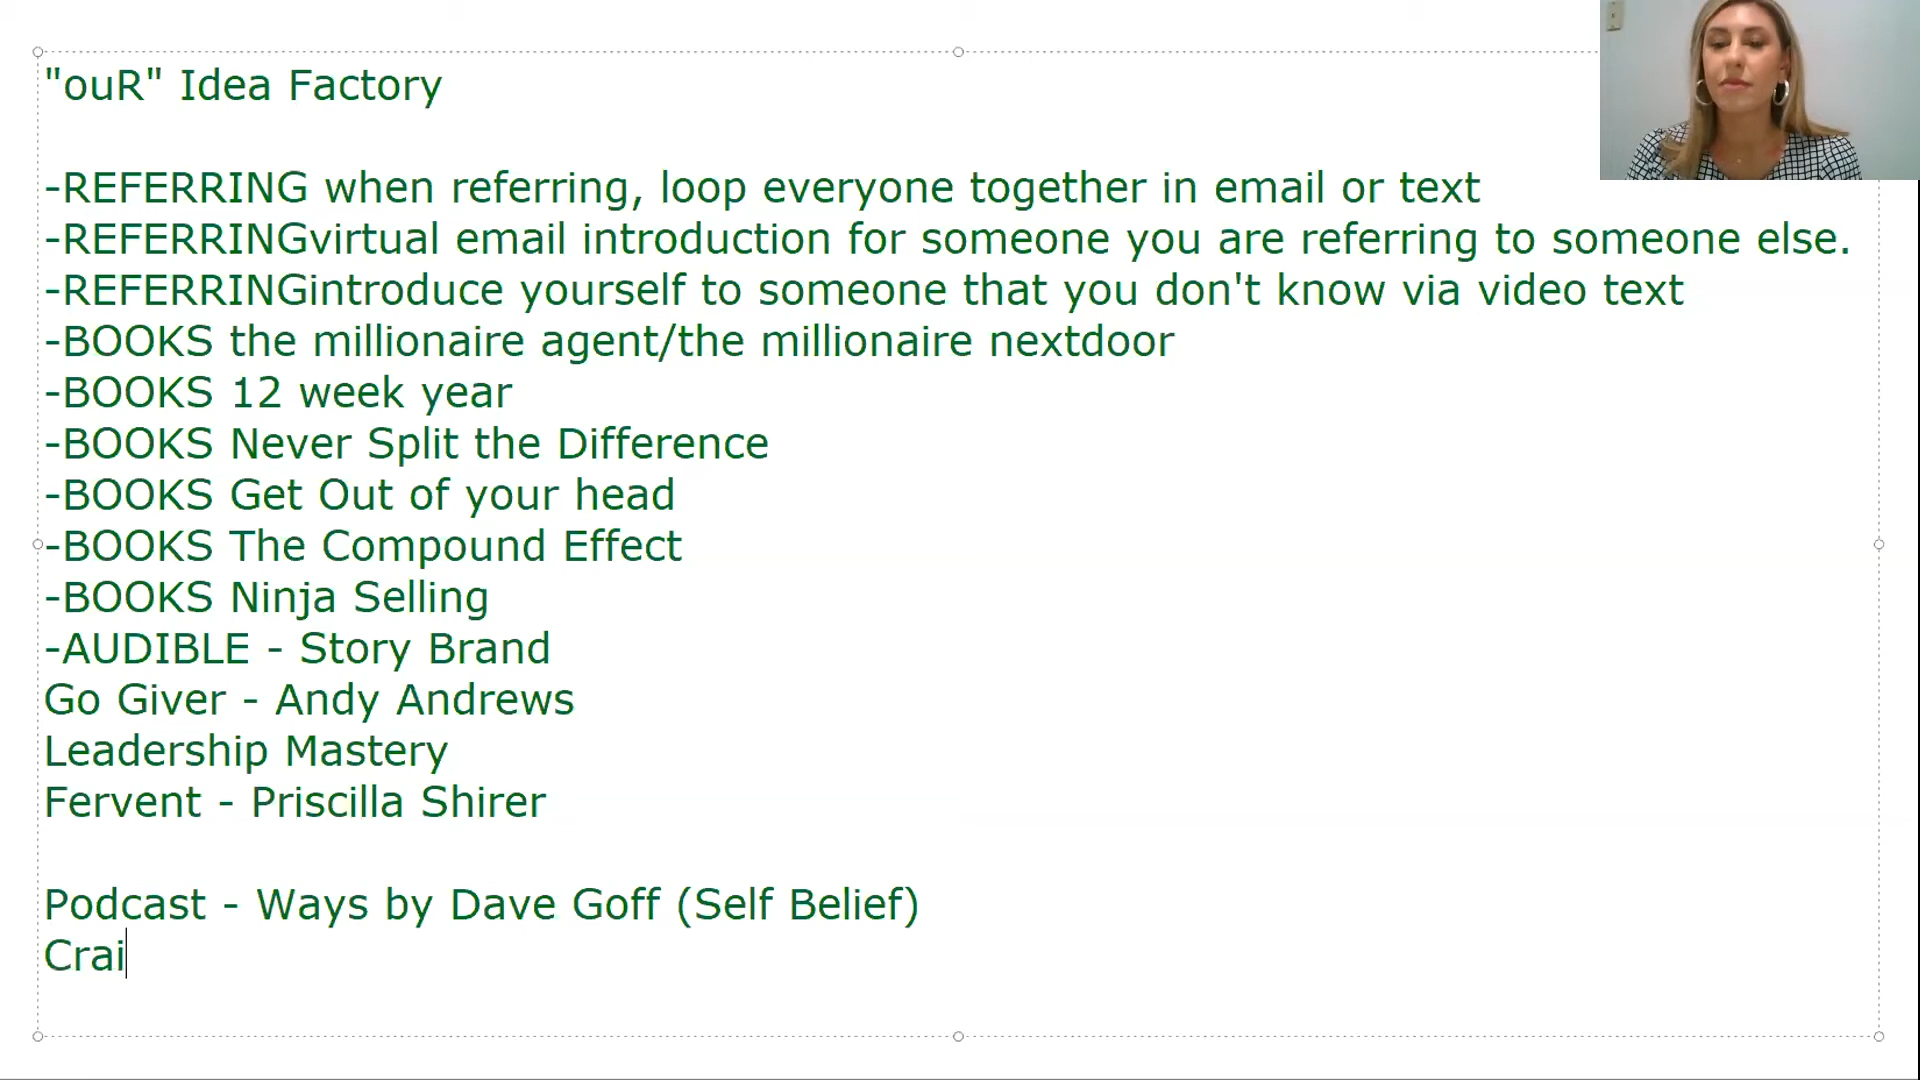 "ouR" Idea Factory
-REFERRING when referring, loop everyone together in email or text
-REFERRINGvirtual email introduction for someone you are referring to someone else.
-REFERRINGintroduce yourself to someone that you don't know via video text
-BOOKS the millionaire agent/the millionaire nextdoor
-BOOKS 12 week year
-BOOKS Never Split the Difference
-BOOKS Get Out of your head
-BOOKS The Compound Effect
-BOOKS Ninja Selling
-AUDIBLE - Story Brand
Go Giver - Andy Andrews
Leadership Mastery
Fervent - Priscilla Shirer
Podcast - Ways by Dave Goff (Self Belief)
Crai